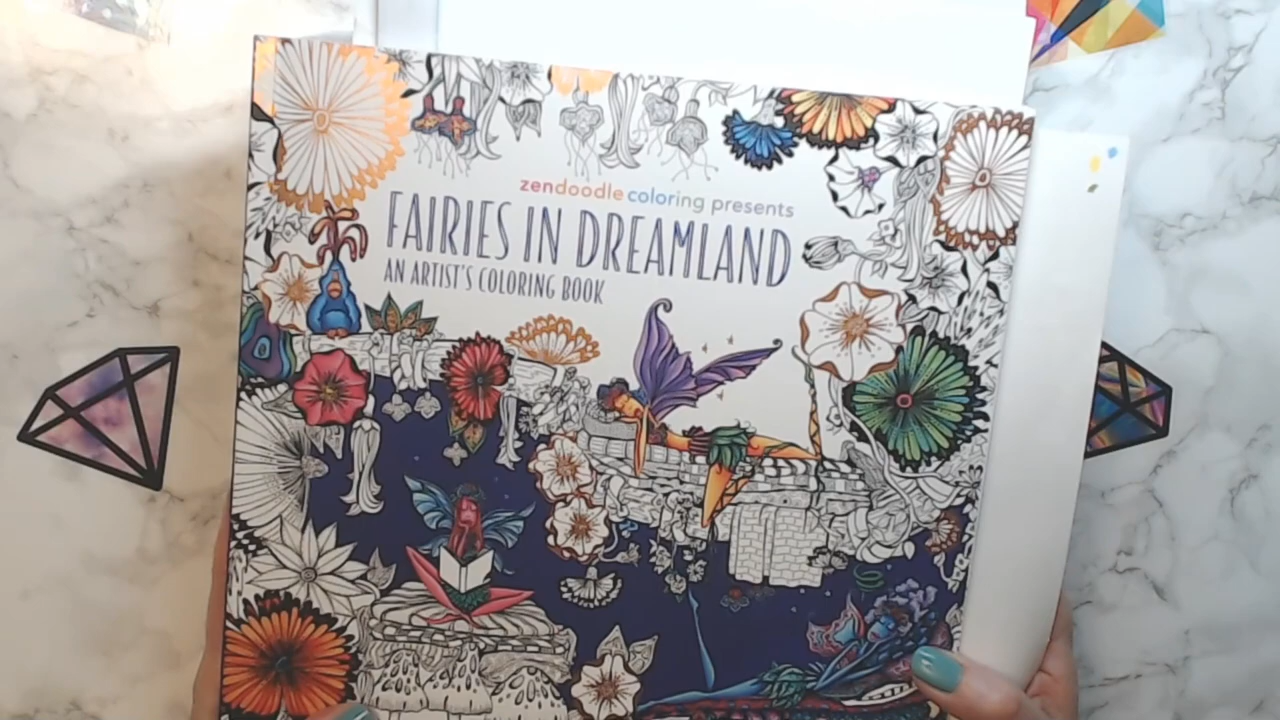 zendoodle coloring presents
FAIRIES IN DREAMLAND
AN ARTIST'S COLORING BOOK